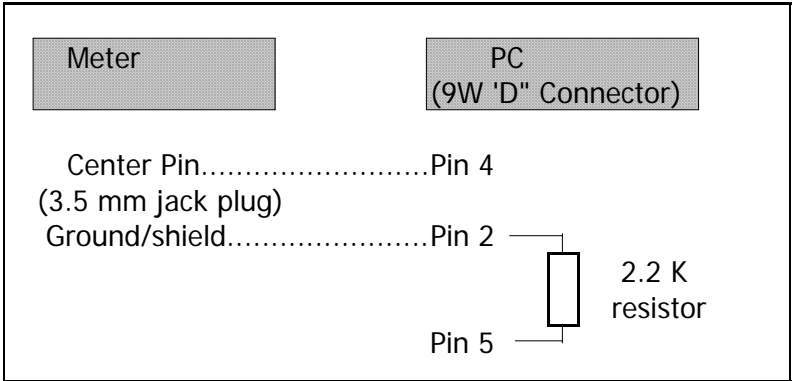 Meter
PC
(9W 'D" Connector)
Center Pin..........................Pin 4
(3.5 mm jack plug)
Ground/shield.......................Pin 2
2.2 K
resistor
Pin 5